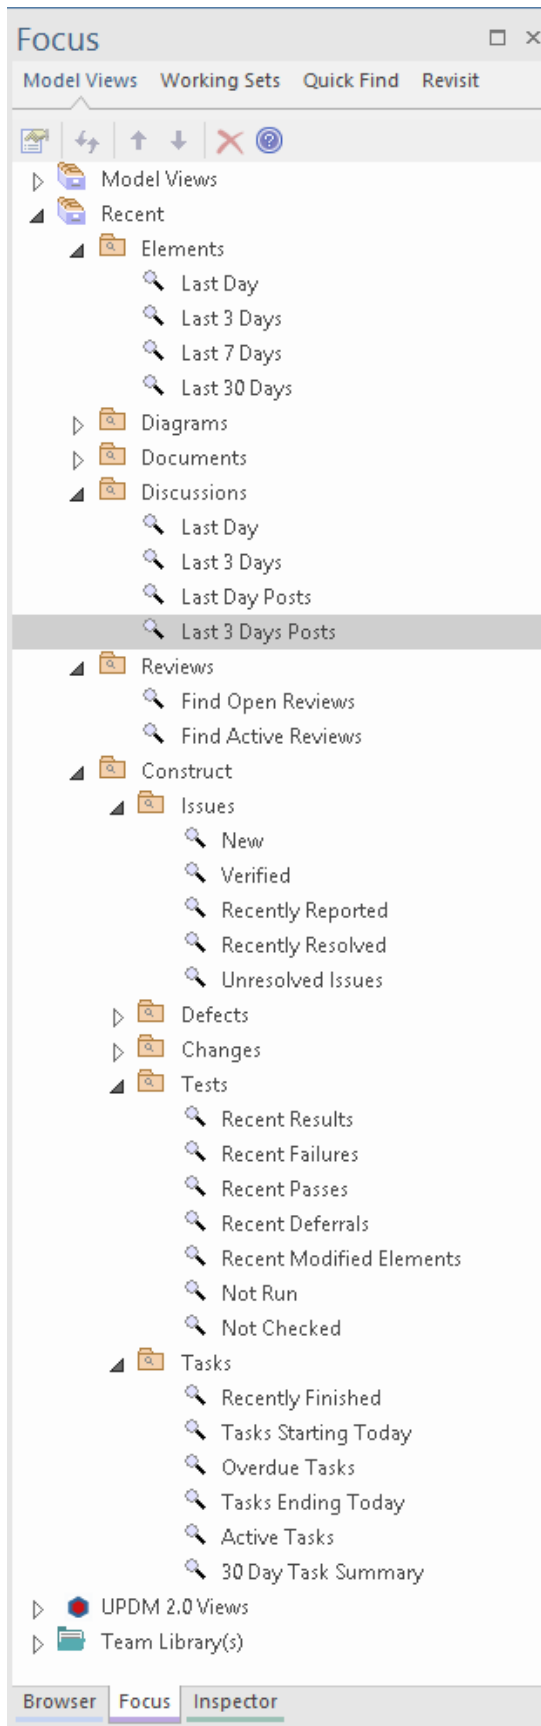 Focus
Model Views Working Sets Quick Find Revisit
Model Views
Recent
Elements
Last Day
Last 3 Days
Last 7 Days
Last 30 Days
Diagrams
Documents
Discussions
Last Day
Last 3 Days
Last Day Posts
Last 3 Days Posts
Reviews
Find Open Reviews
Find Active Reviews
Construct
Issues
New
Verified
Recently Reported
Recently Resolved
Unresolved Issues
Defects
Changes
Tests
Recent Results
Recent Failures
Recent Passes
Recent Deferrals
Recent Modified Elements
Not Run
Not Checked
Tasks
Recently Finished
Tasks Starting Today
Overdue Tasks
Tasks Ending Today
Active Tasks
30 Day Task Summary
UPDM 2.0 Views
Team Library(s)
Browser Focus Inspector